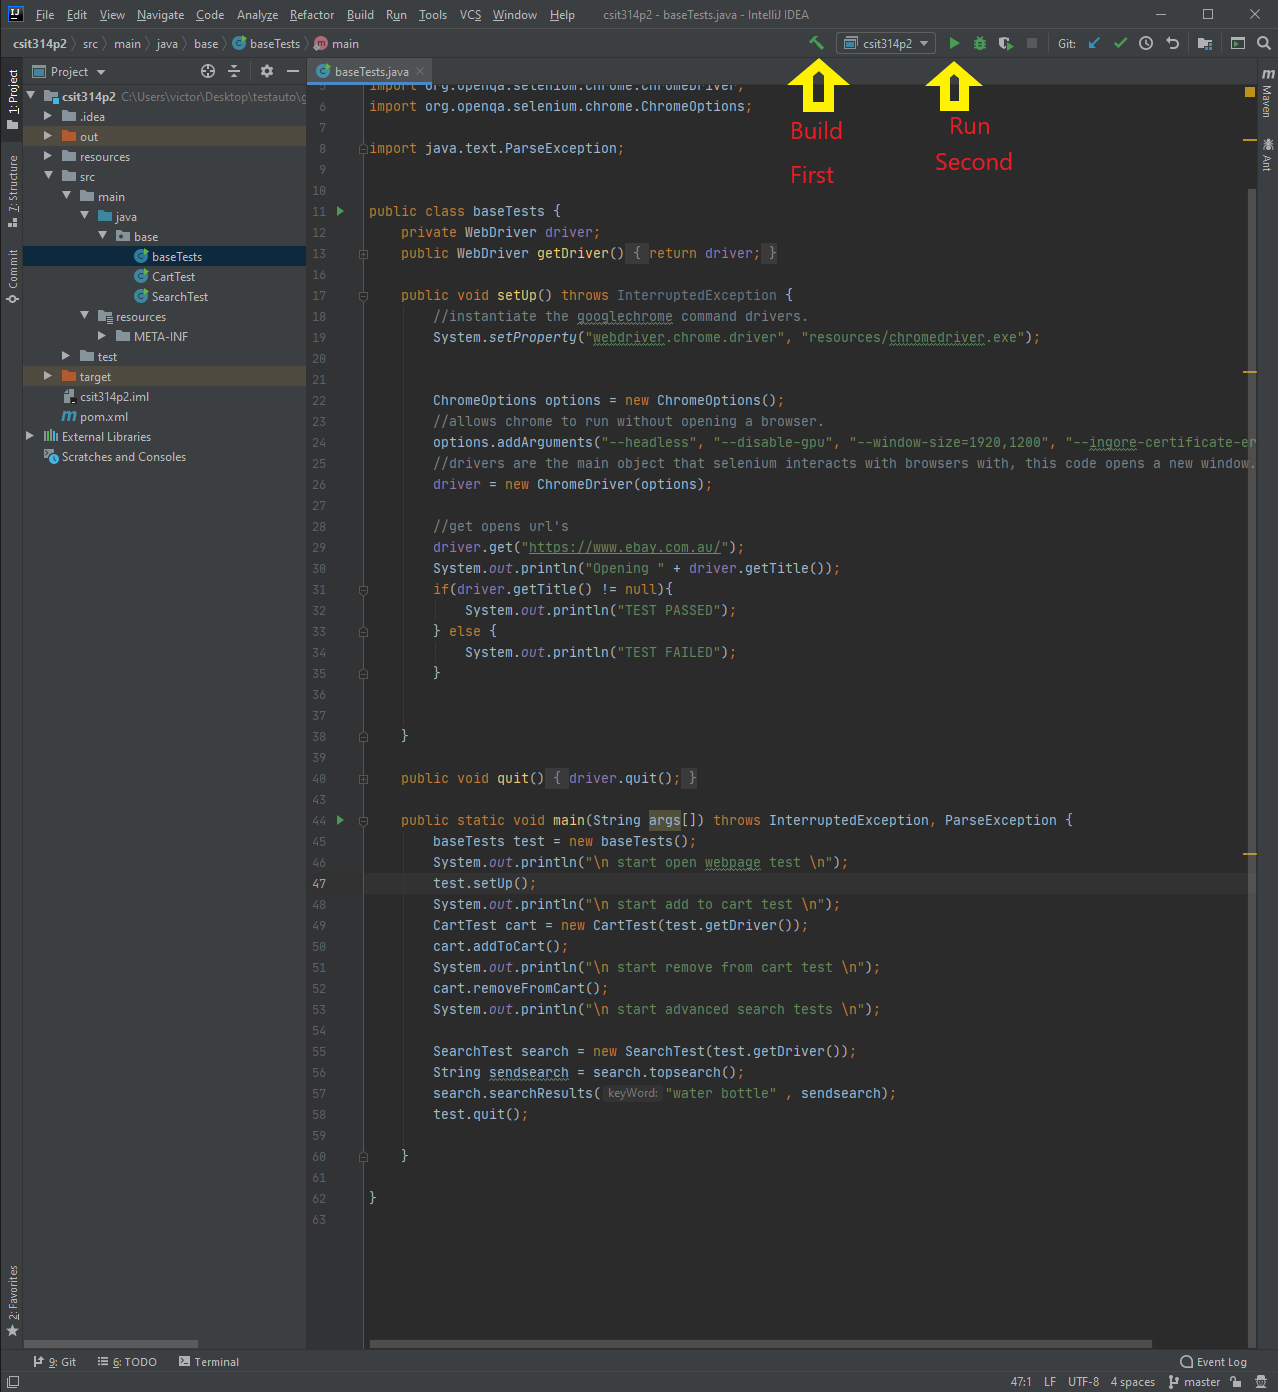 File Edit View Navigate Code Analyze Refactor Build Run Tools VCS Window Help csit314p2 - baseTests.java - IntelliJ IDEA
csit314p2 src main java base baseTests main csit314p2 Git:
Project baseTests.java
1: Project
7: Structure
Commit
2: Favorites
Maven
Ant
Build
First
Run
Second
csit314p2 C:\Users\victor\Desktop\testauto\g
.idea
out
resources
src
main
java
base
baseTests
CartTest
SearchTest
resources
META-INF
test
target
csit314p2.iml
pom.xml
External Libraries
Scratches and Consoles
5 import org.openqa.selenium.chrome.ChromeDriver;
6 import org.openqa.selenium.chrome.ChromeOptions;
7
8 import java.text.ParseException;
9
10
11 public class baseTests {
12 private WebDriver driver;
13 public WebDriver getDriver() { return driver; }
16
17 public void setUp() throws InterruptedException {
18 //instantiate the googlechrome command drivers.
19 System.setProperty("webdriver.chrome.driver", "resources/chromedriver.exe");
20
21
22 ChromeOptions options = new ChromeOptions();
23 //allows chrome to run without opening a browser.
24 options.addArguments("--headless", "--disable-gpu", "--window-size=1920,1200", "--ingore-certificate-er
25 //drivers are the main object that selenium interacts with browsers with, this code opens a new window.
26 driver = new ChromeDriver(options);
27
28 //get opens url's
29 driver.get("https://www.ebay.com.au/");
30 System.out.println("Opening " + driver.getTitle());
31 if(driver.getTitle() != null){
32 System.out.println("TEST PASSED");
33 } else {
34 System.out.println("TEST FAILED");
35 }
36
37
38 }
39
40 public void quit() { driver.quit(); }
43
44 public static void main(String args[]) throws InterruptedException, ParseException {
45 baseTests test = new baseTests();
46 System.out.println("\n start open webpage test \n");
47 test.setUp();
48 System.out.println("\n start add to cart test \n");
49 CartTest cart = new CartTest(test.getDriver());
50 cart.addToCart();
51 System.out.println("\n start remove from cart test \n");
52 cart.removeFromCart();
53 System.out.println("\n start advanced search tests \n");
54
55 SearchTest search = new SearchTest(test.getDriver());
56 String sendsearch = search.topsearch();
57 search.searchResults( keyWord: "water bottle" , sendsearch);
58 test.quit();
59
60 }
61
62 }
63
9: Git 6: TODO Terminal Event Log
47:1 LF UTF-8 4 spaces master